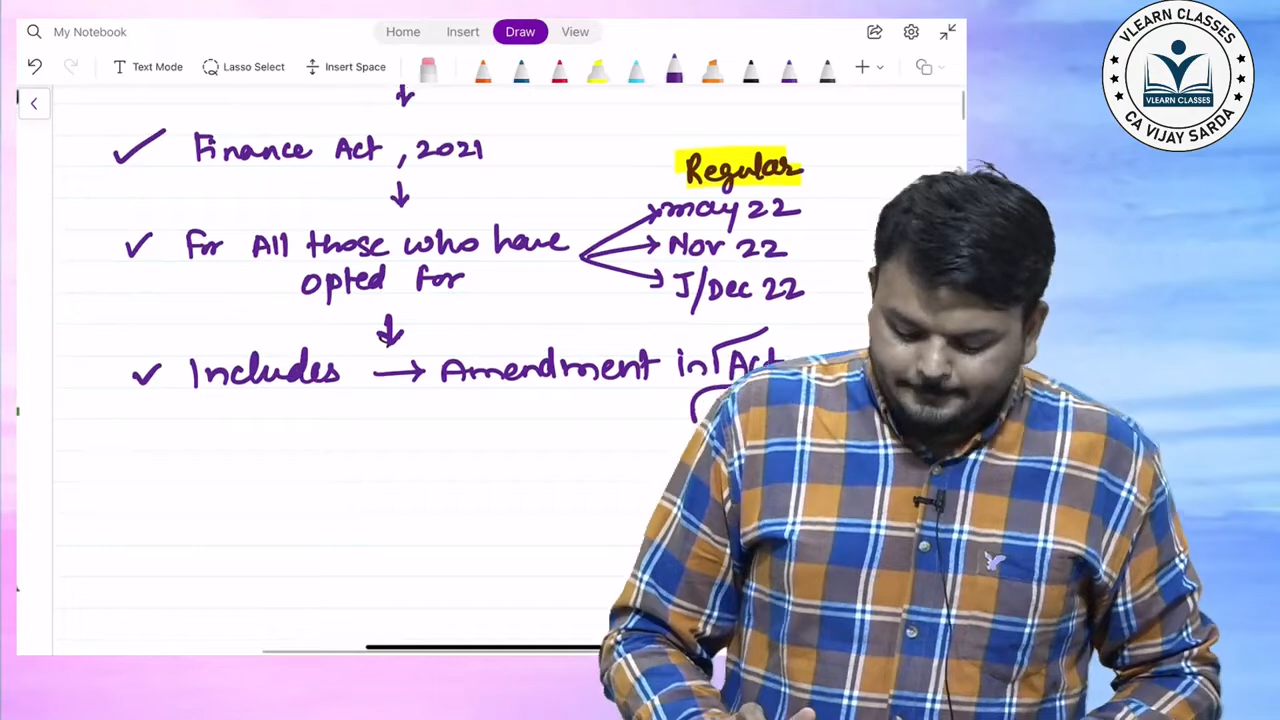 My Notebook
Home Insert Draw View
Text Mode Lasso Select Insert Space
Finance Act, 2021
Regular
For All those who have
opted for
may 22
Nov 22
J/Dec 22
Includes → Amendment in Act
VLEARN CLASSES
VLEARN CLASSES
CA VIJAY SARDA